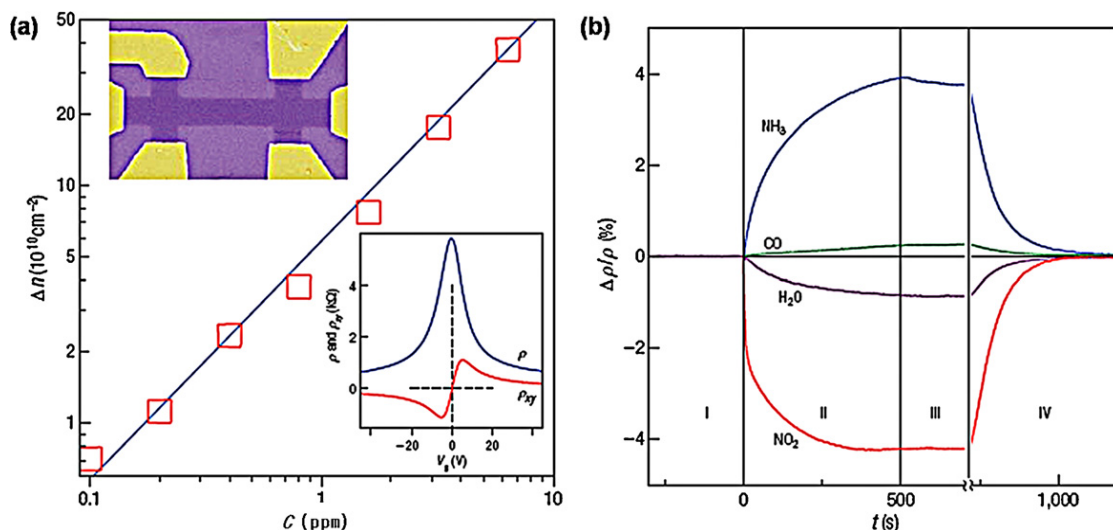 (a)
50
20
10
5
2
1
Δn(10¹⁰cm⁻²)
0.1
1
10
C (ppm)
4
2
0
ρ and ρxy (kΩ)
ρ
ρxy
−20
0
20
Vg (V)
(b)
4
2
0
−2
−4
Δρ/ρ (%)
NH₃
CO
H₂O
NO₂
I
II
III
IV
0
500
1,000
t(s)